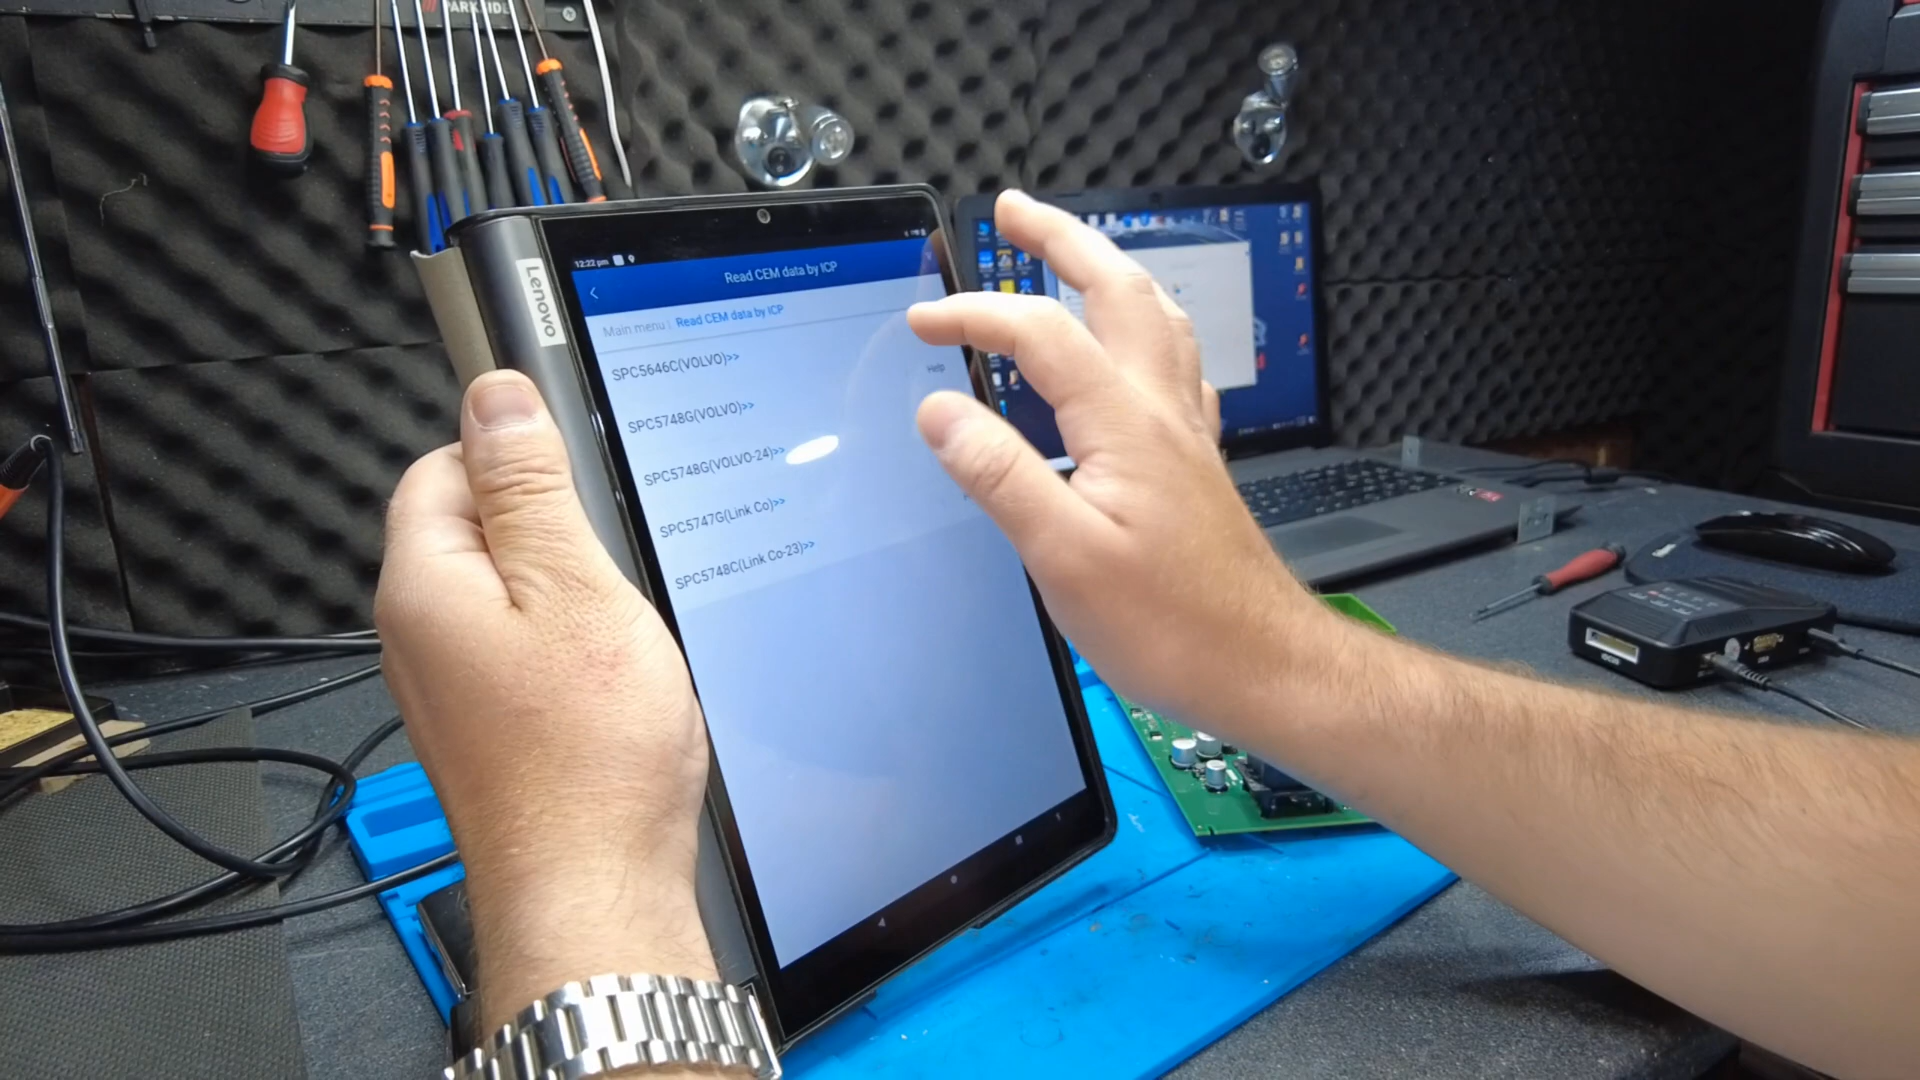 PARKSIDE
Lenovo
12:22 pm
Read CEM data by ICP
Main menu | Read CEM data by ICP
SPC5646C(VOLVO)>>
Help
SPC5748G(VOLVO)>>
SPC5748G(VOLVO-24)>>
SPC5747G(Link Co)>>
SPC5748C(Link Co-23)>>